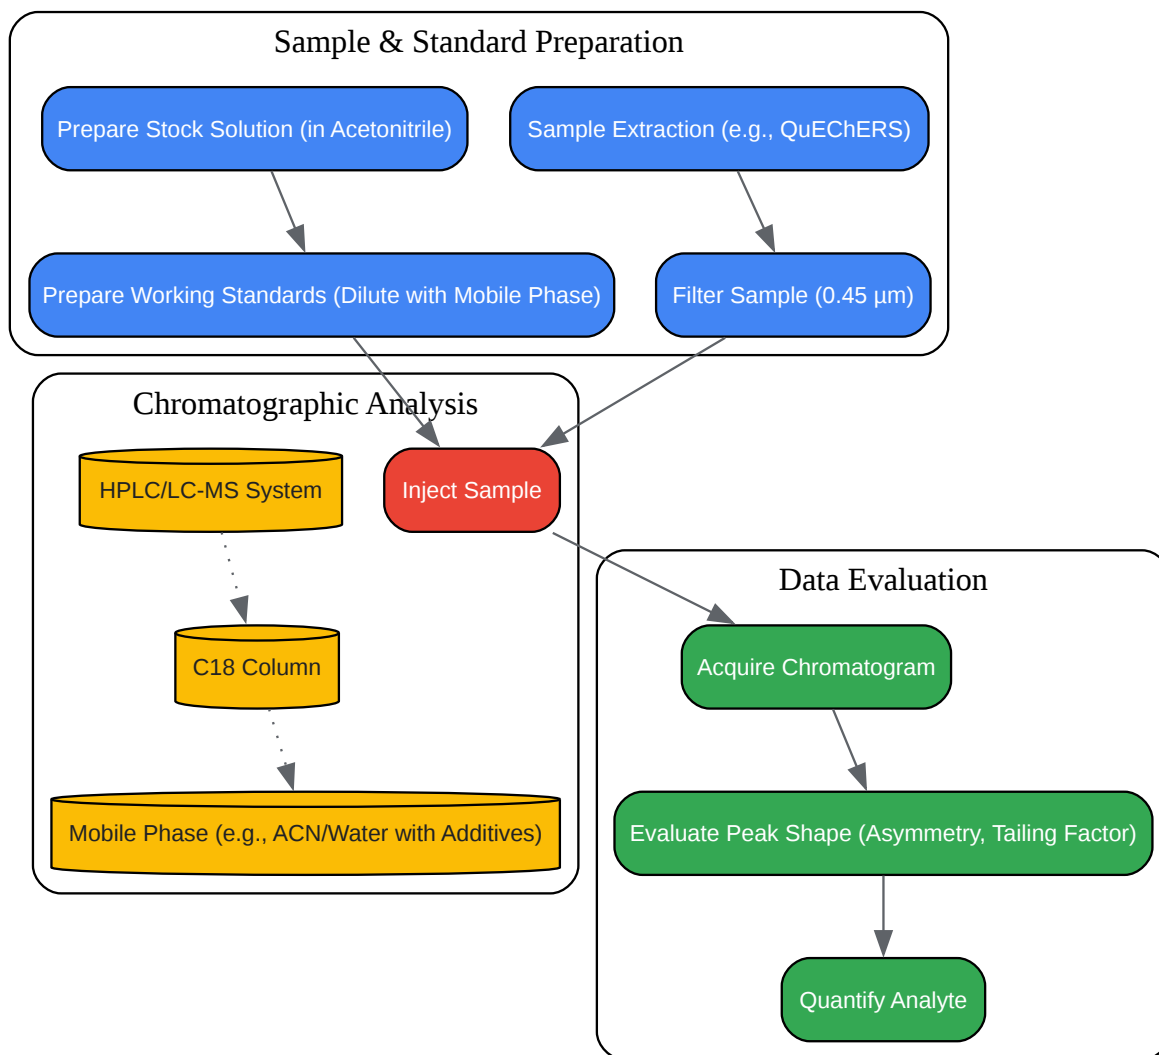 Sample & Standard Preparation
Prepare Stock Solution (in Acetonitrile)
Sample Extraction (e.g., QuEChERS)
Prepare Working Standards (Dilute with Mobile Phase)
Filter Sample (0.45 µm)
Chromatographic Analysis
HPLC/LC-MS System
Inject Sample
C18 Column
Mobile Phase (e.g., ACN/Water with Additives)
Data Evaluation
Acquire Chromatogram
Evaluate Peak Shape (Asymmetry, Tailing Factor)
Quantify Analyte